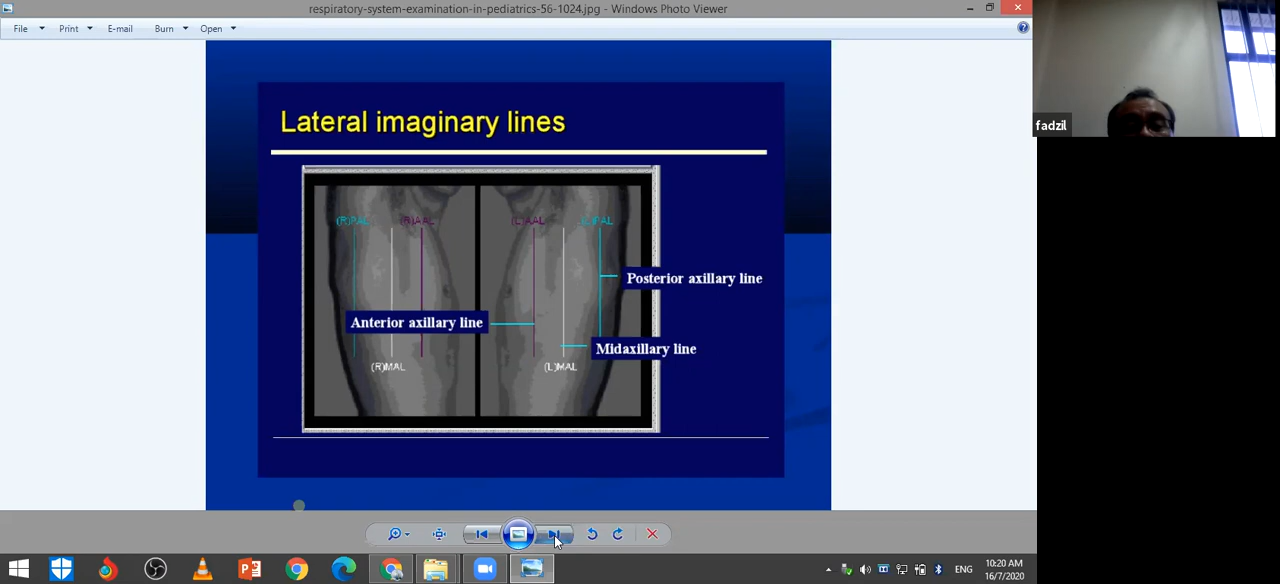 respiratory-system-examination-in-pediatrics-56-1024.jpg - Windows Photo Viewer
File Print E-mail Burn Open
fadzil
Lateral imaginary lines
(R)PAL (R)AAL (L)AAL (L)PAL
Posterior axillary line
Anterior axillary line
Midaxillary line
(R)MAL (L)MAL
ENG
10:20 AM
16/7/2020